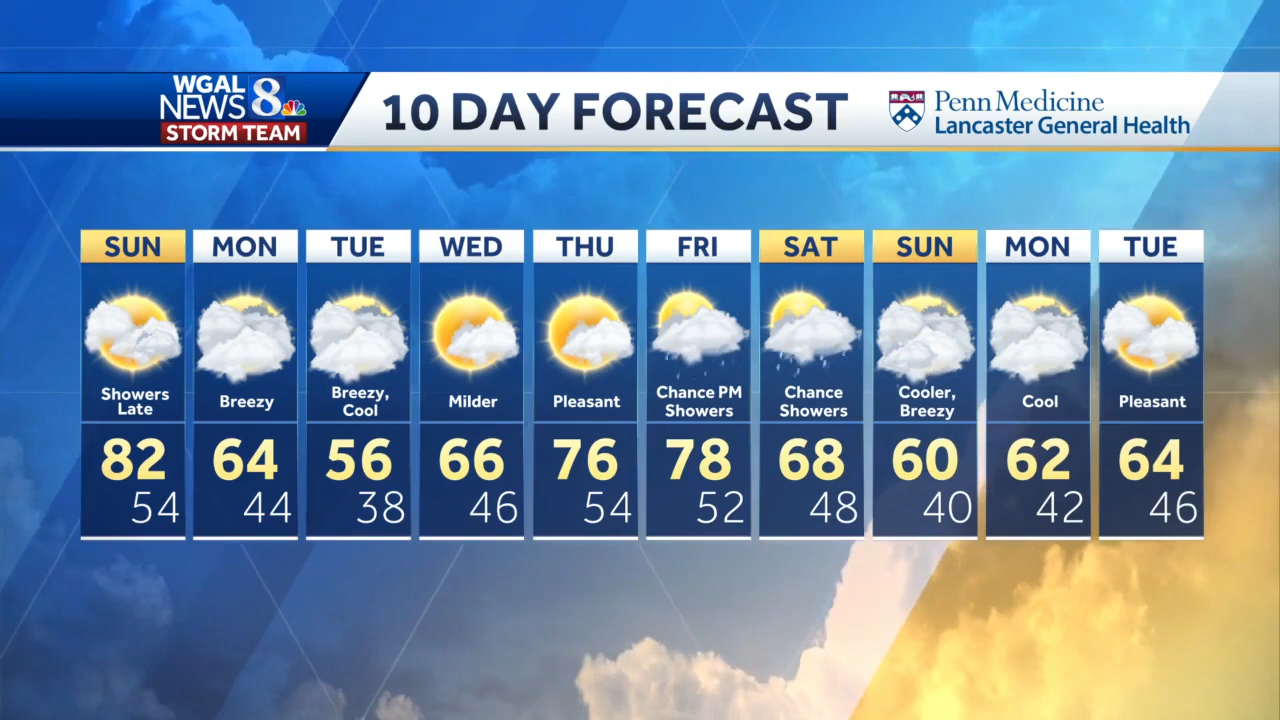 WGAL
NEWS 8
STORM TEAM
10 DAY FORECAST
Penn Medicine
Lancaster General Health
SUN
Showers
Late
82
54
MON
Breezy
64
44
TUE
Breezy,
Cool
56
38
WED
Milder
66
46
THU
Pleasant
76
54
FRI
Chance PM
Showers
78
52
SAT
Chance
Showers
68
48
SUN
Cooler,
Breezy
60
40
MON
Cool
62
42
TUE
Pleasant
64
46